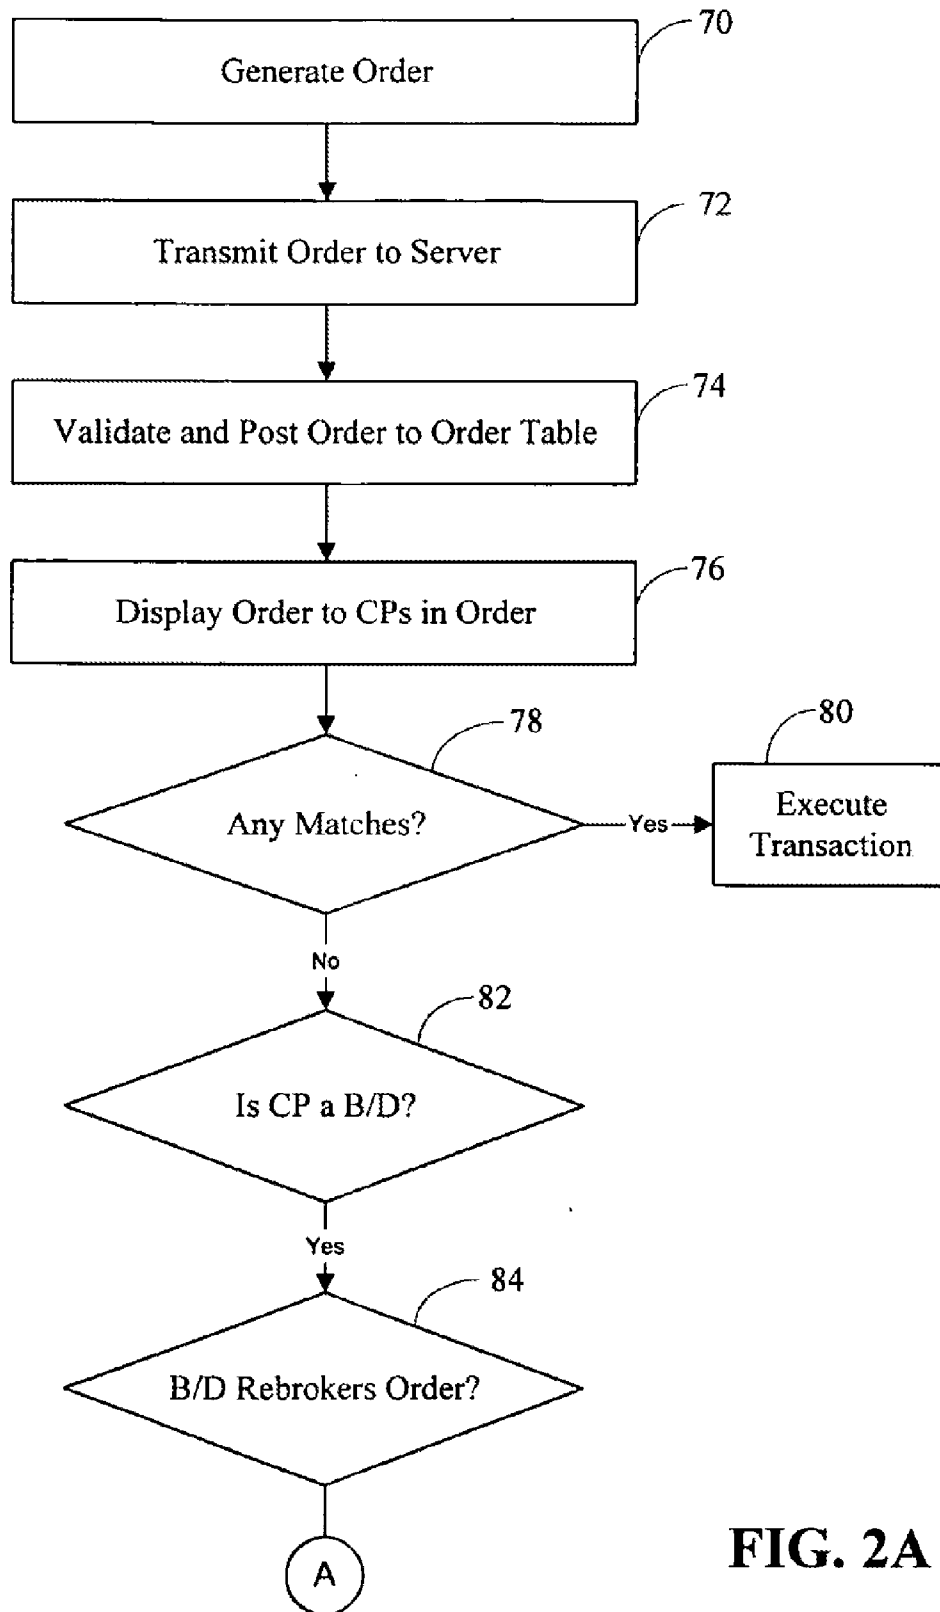 70
Generate Order
72
Transmit Order to Server
74
Validate and Post Order to Order Table
76
Display Order to CPs in Order
78
Any Matches?
Yes
80
Execute
Transaction
No
82
Is CP a B/D?
Yes
84
B/D Rebrokers Order?
A
FIG. 2A